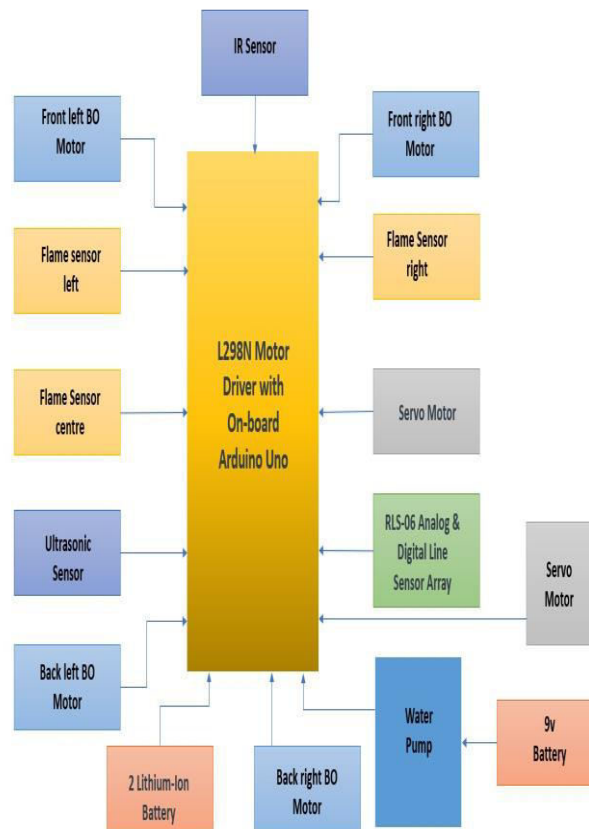 IR Sensor
Front left BO
Motor
Front right BO
Motor
Flame sensor
left
Flame Sensor
right
L298N Motor
Driver with
On-board
Arduino Uno
Flame Sensor
centre
Servo Motor
Ultrasonic
Sensor
RLS-06 Analog &
Digital Line
Sensor Array
Servo
Motor
Back left BO
Motor
2 Lithium-Ion
Battery
Back right BO
Motor
Water
Pump
9v
Battery